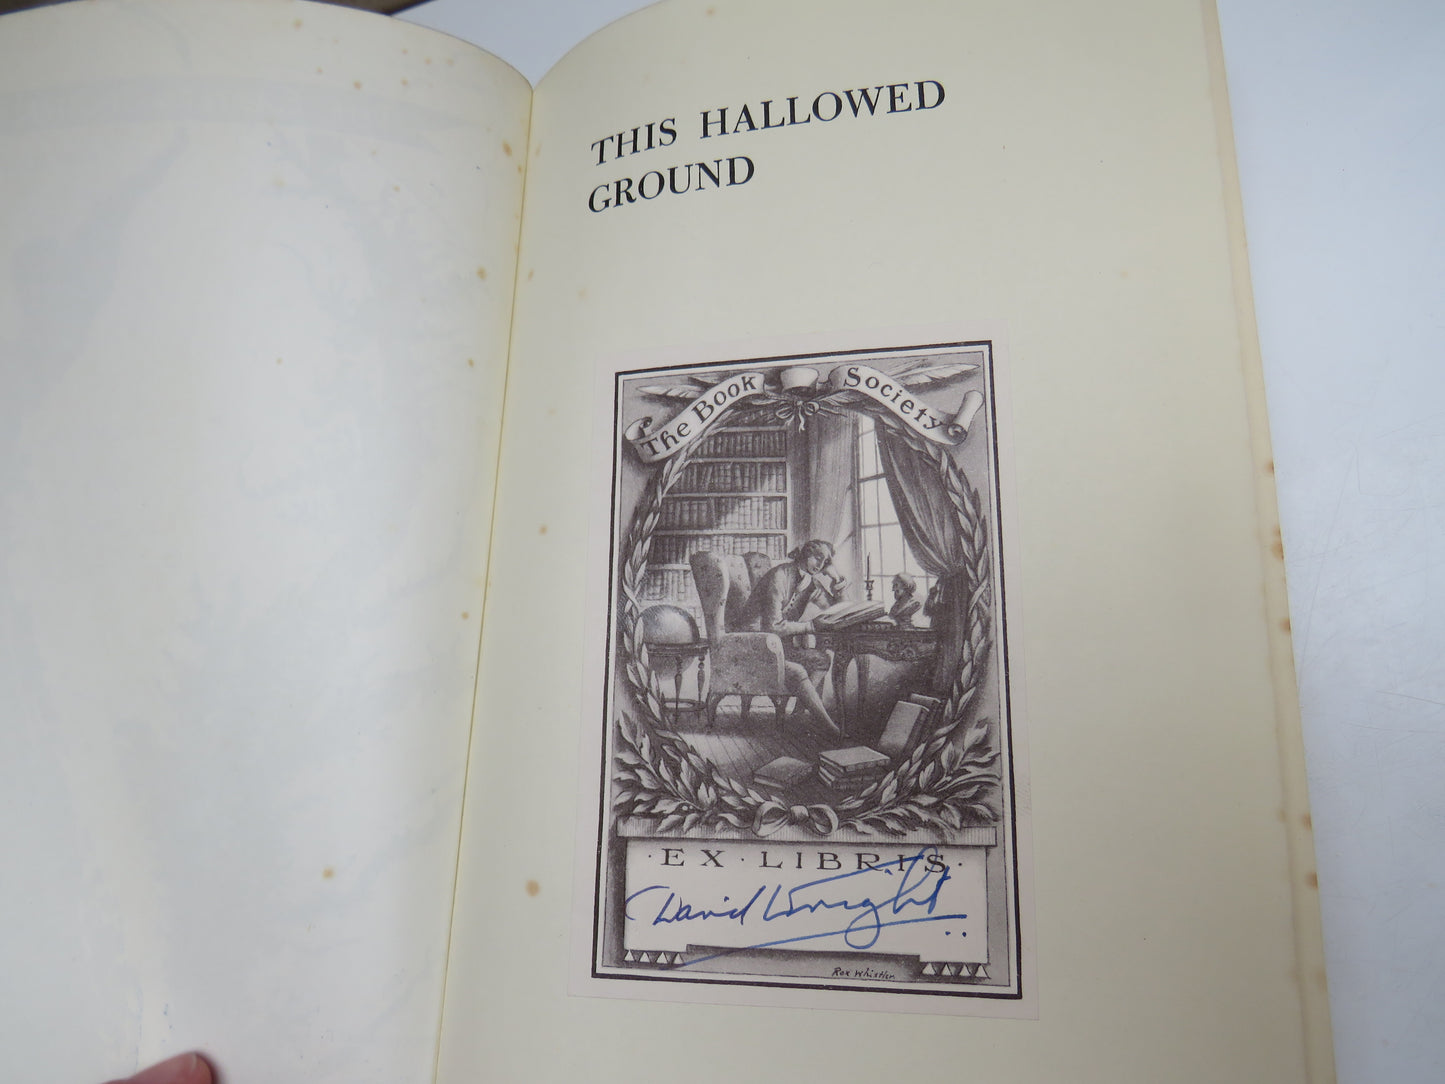 THIS HALLOWED
GROUND
The Book Society
·EX·LIBRIS·
David Wright
Rex Whistler